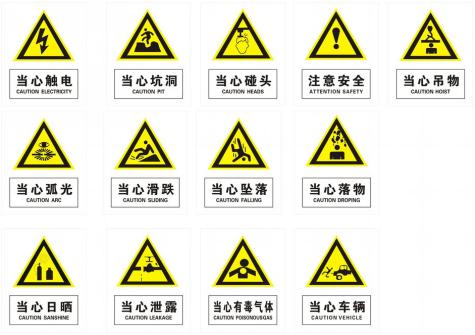 当心触电
CAUTION ELECTRICITY
当心坑洞
CAUTION PIT
当心碰头
CAUTION HEADS
注意安全
ATTENTION SAFETY
当心吊物
CAUTION HOIST
当心弧光
CAUTION ARC
当心滑跌
CAUTION SLIDING
当心坠落
CAUTION FALLING
当心落物
CAUTION DROPING
当心日晒
CAUTION SANSHINE
当心泄露
CAUTION LEAKAGE
当心有毒气体
CAUTION POISONOUSGAS
当心车辆
CAUTION VEHICLE